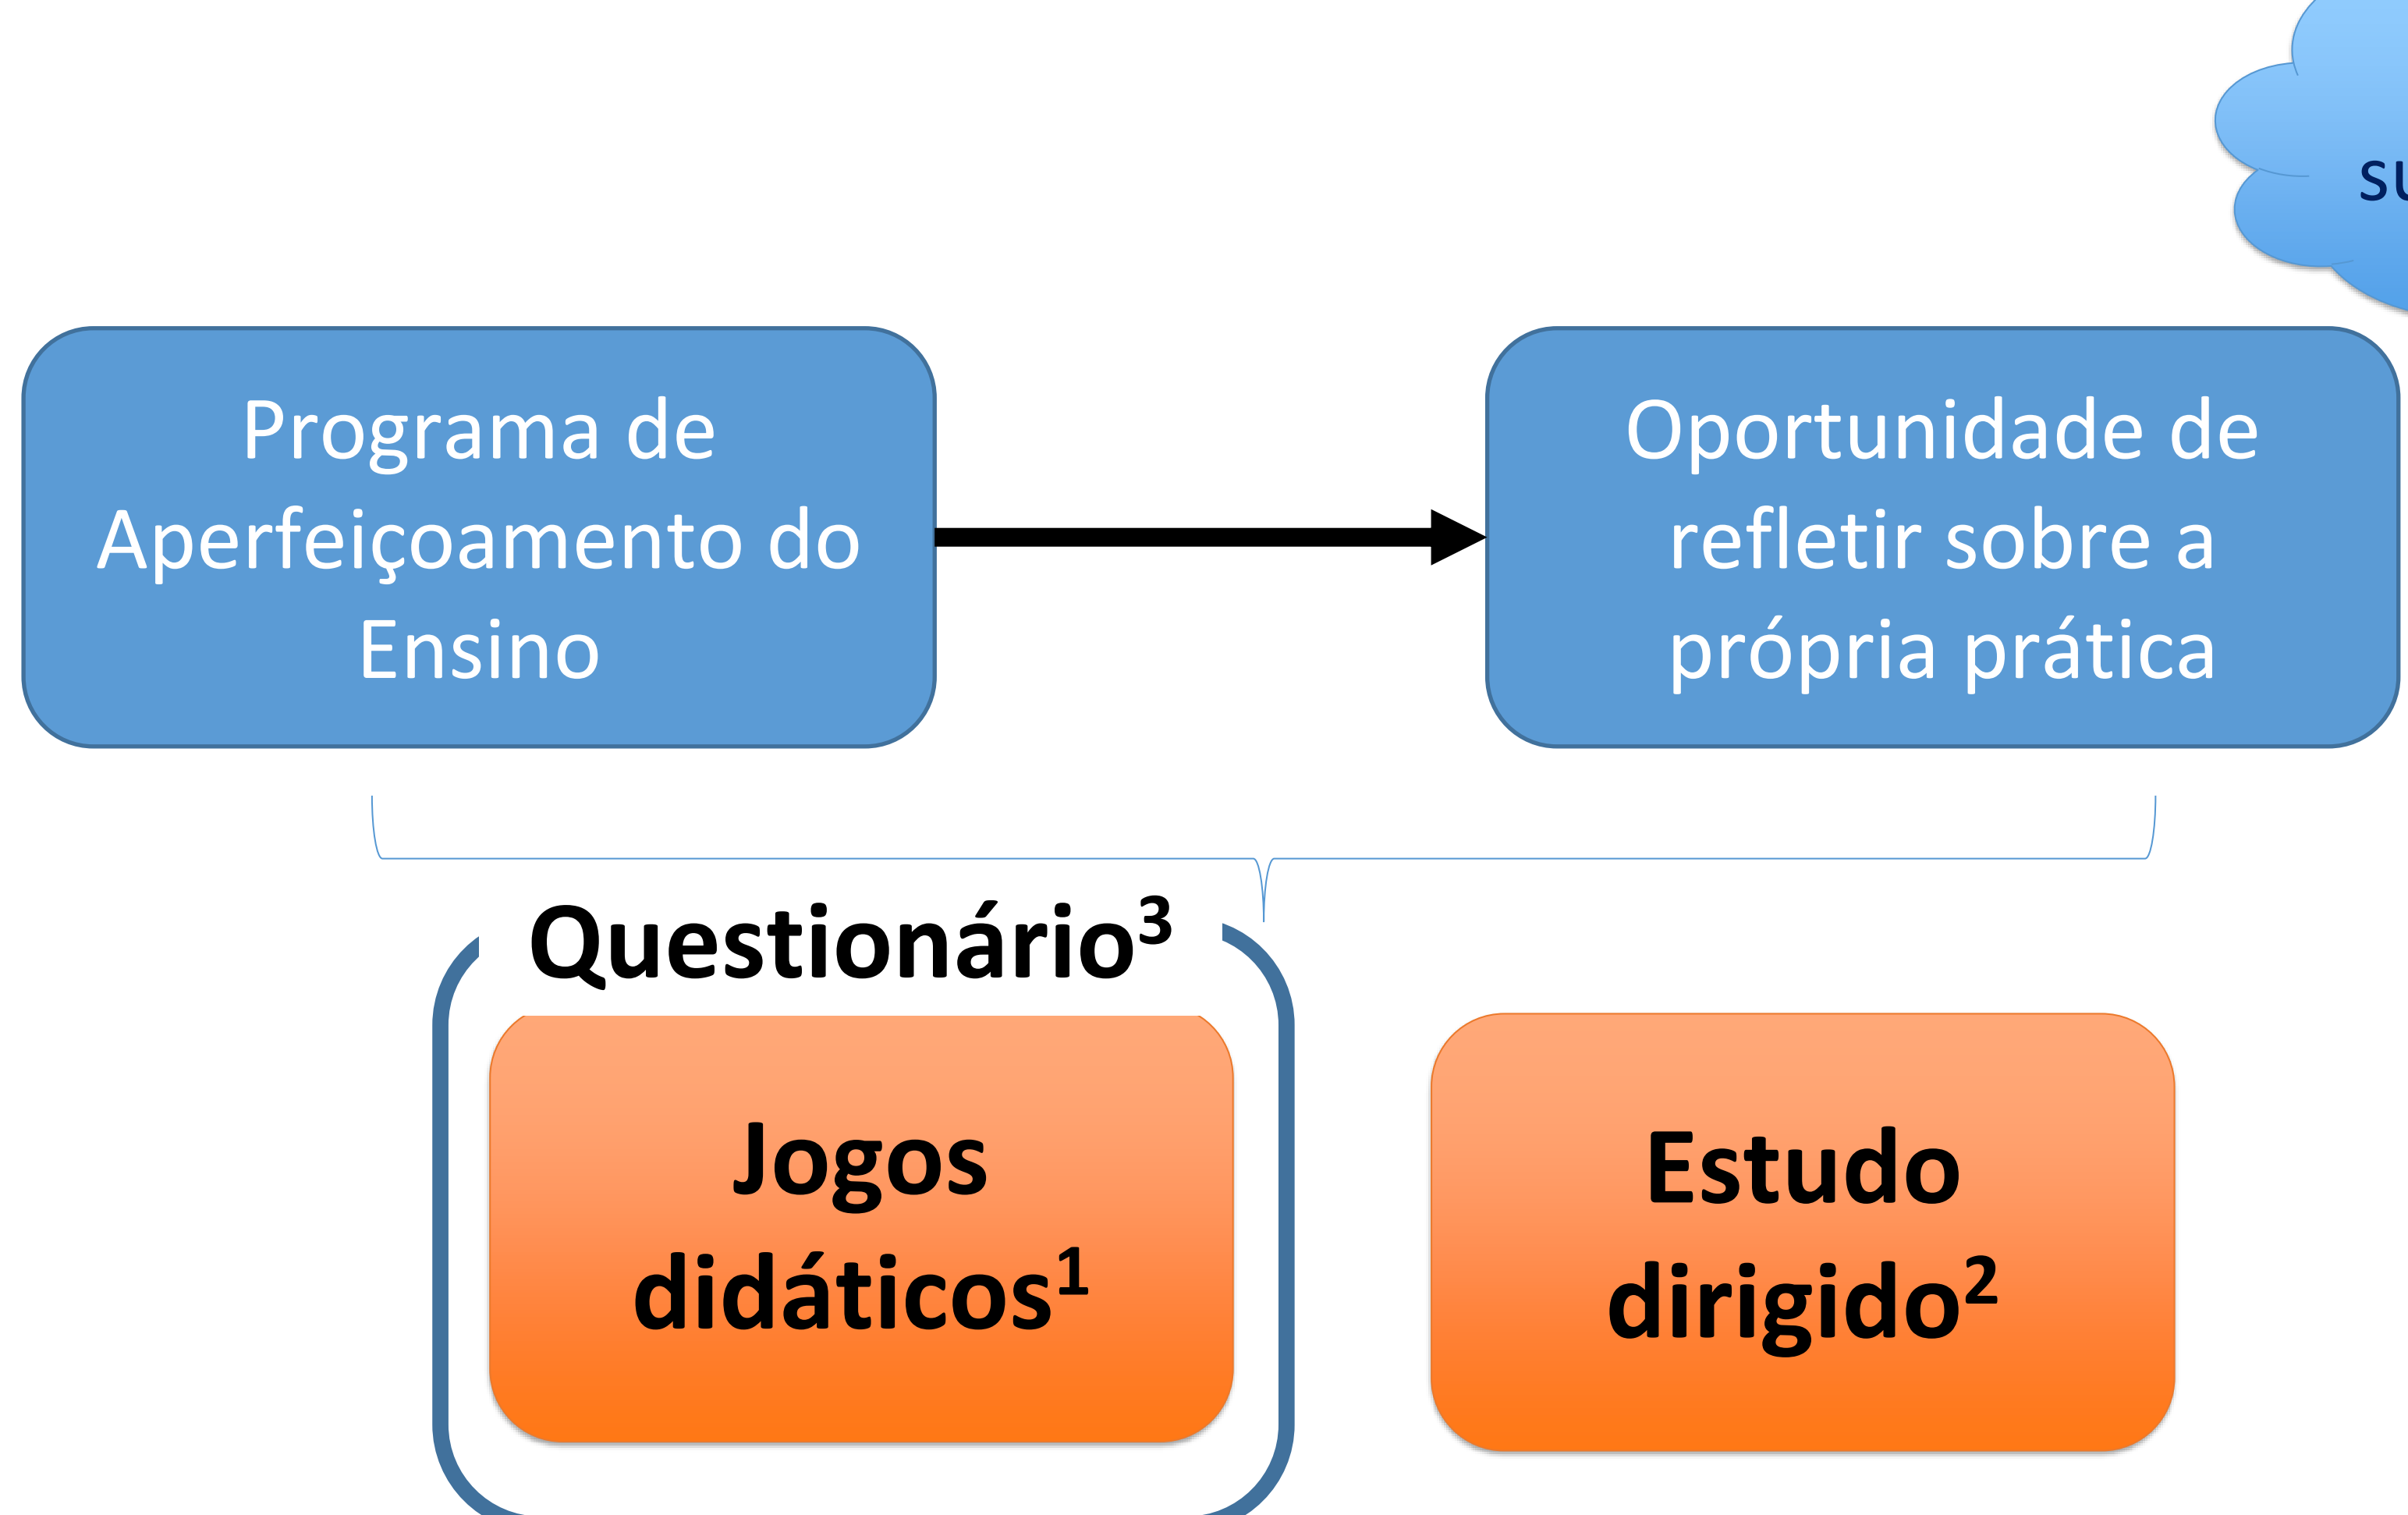 Programa de
Aperfeiçoamento do
Ensino
Oportunidade de
refletir sobre a
própria prática
Questionário³
Jogos
didáticos¹
Estudo
dirigido²